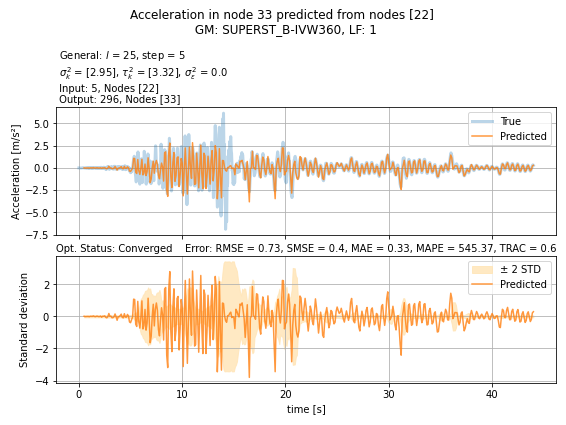 Acceleration in node 33 predicted from nodes [22]
GM: SUPERST_B-IVW360, LF: 1
General: l = 25, step = 5
σ²ₖ = [2.95], τ²ₖ = [3.32], σ²ε = 0.0
Input: 5, Nodes [22]
Output: 296, Nodes [33]
Acceleration [m/s²]
5.0
2.5
0.0
−2.5
−5.0
−7.5
True
Predicted
Opt. Status: Converged Error: RMSE = 0.73, SMSE = 0.4, MAE = 0.33, MAPE = 545.37, TRAC = 0.6
Standard deviation
2
0
−2
−4
± 2 STD
Predicted
0 10 20 30 40
time [s]